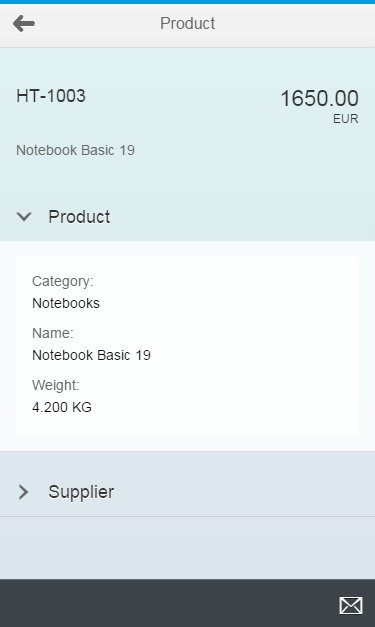 Product
HT-1003
1650.00
EUR
Notebook Basic 19
Product
Category:
Notebooks
Name:
Notebook Basic 19
Weight:
4.200 KG
Supplier